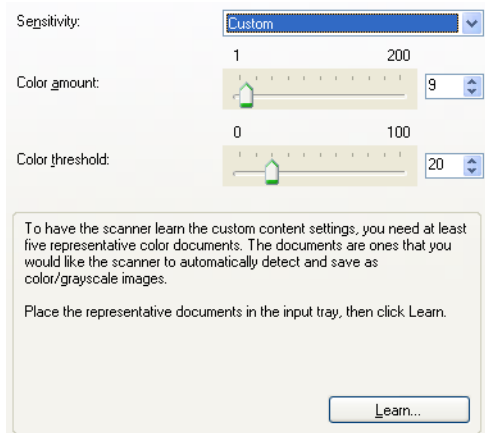 Sensitivity: Custom
1 200
Color amount: 9
0 100
Color threshold: 20
To have the scanner learn the custom content settings, you need at least
five representative color documents. The documents are ones that you
would like the scanner to automatically detect and save as
color/grayscale images.
Place the representative documents in the input tray, then click Learn.
Learn...